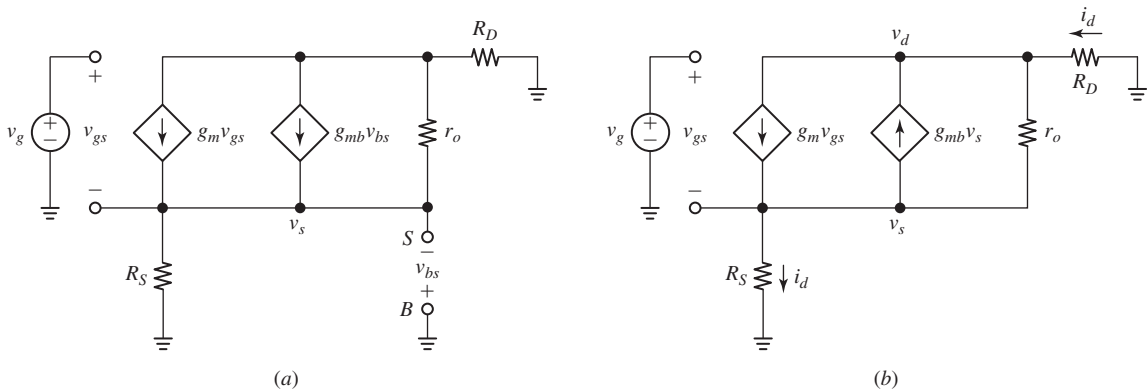 R_D
v_g
+
−
+
v_gs
−
g_m v_gs
g_mb v_bs
r_o
v_s
R_S
S
−
v_bs
+
B
(a)
i_d
v_d
R_D
v_g
+
−
+
v_gs
−
g_m v_gs
g_mb v_s
r_o
v_s
R_S
i_d
(b)